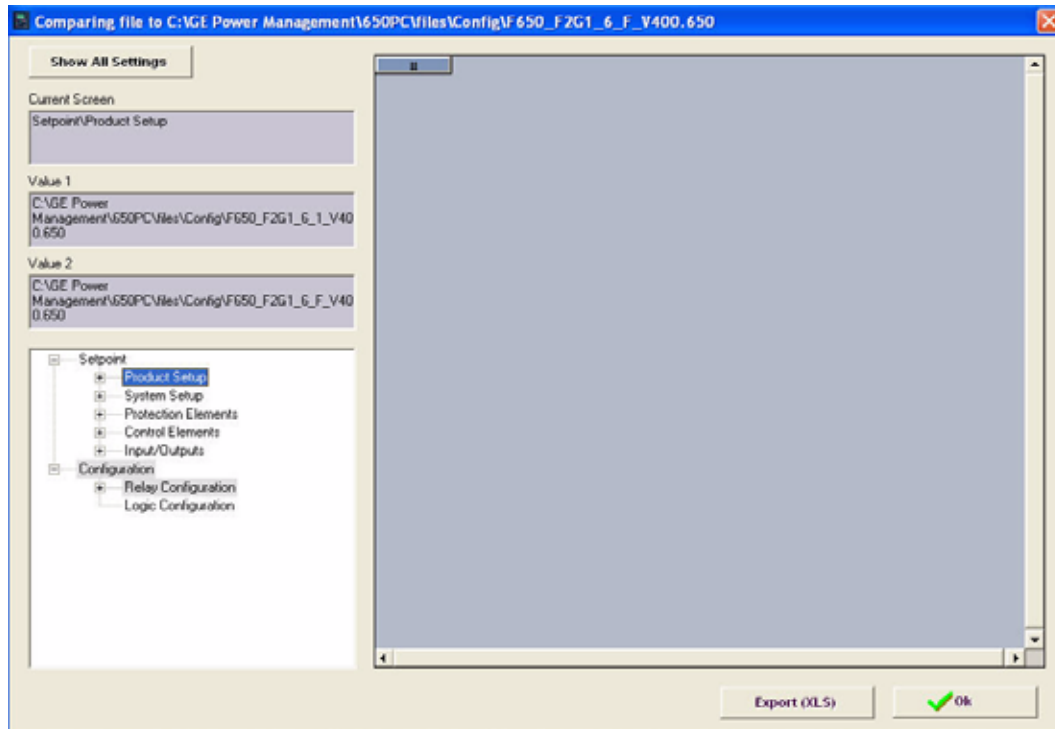 Comparing file to C:\GE Power Management\650PC\files\Config\F650_F2G1_6_F_V400.650
Show All Settings
Current Screen
Setpoint\Product Setup
Value 1
C:\GE Power
Management\650PC\files\Config\F650_F2G1_6_1_V40
0.650
Value 2
C:\GE Power
Management\650PC\files\Config\F650_F2G1_6_F_V40
0.650
Setpoint
Product Setup
System Setup
Protection Elements
Control Elements
Input/Outputs
Configuration
Relay Configuration
Logic Configuration
Export (XLS)
Ok